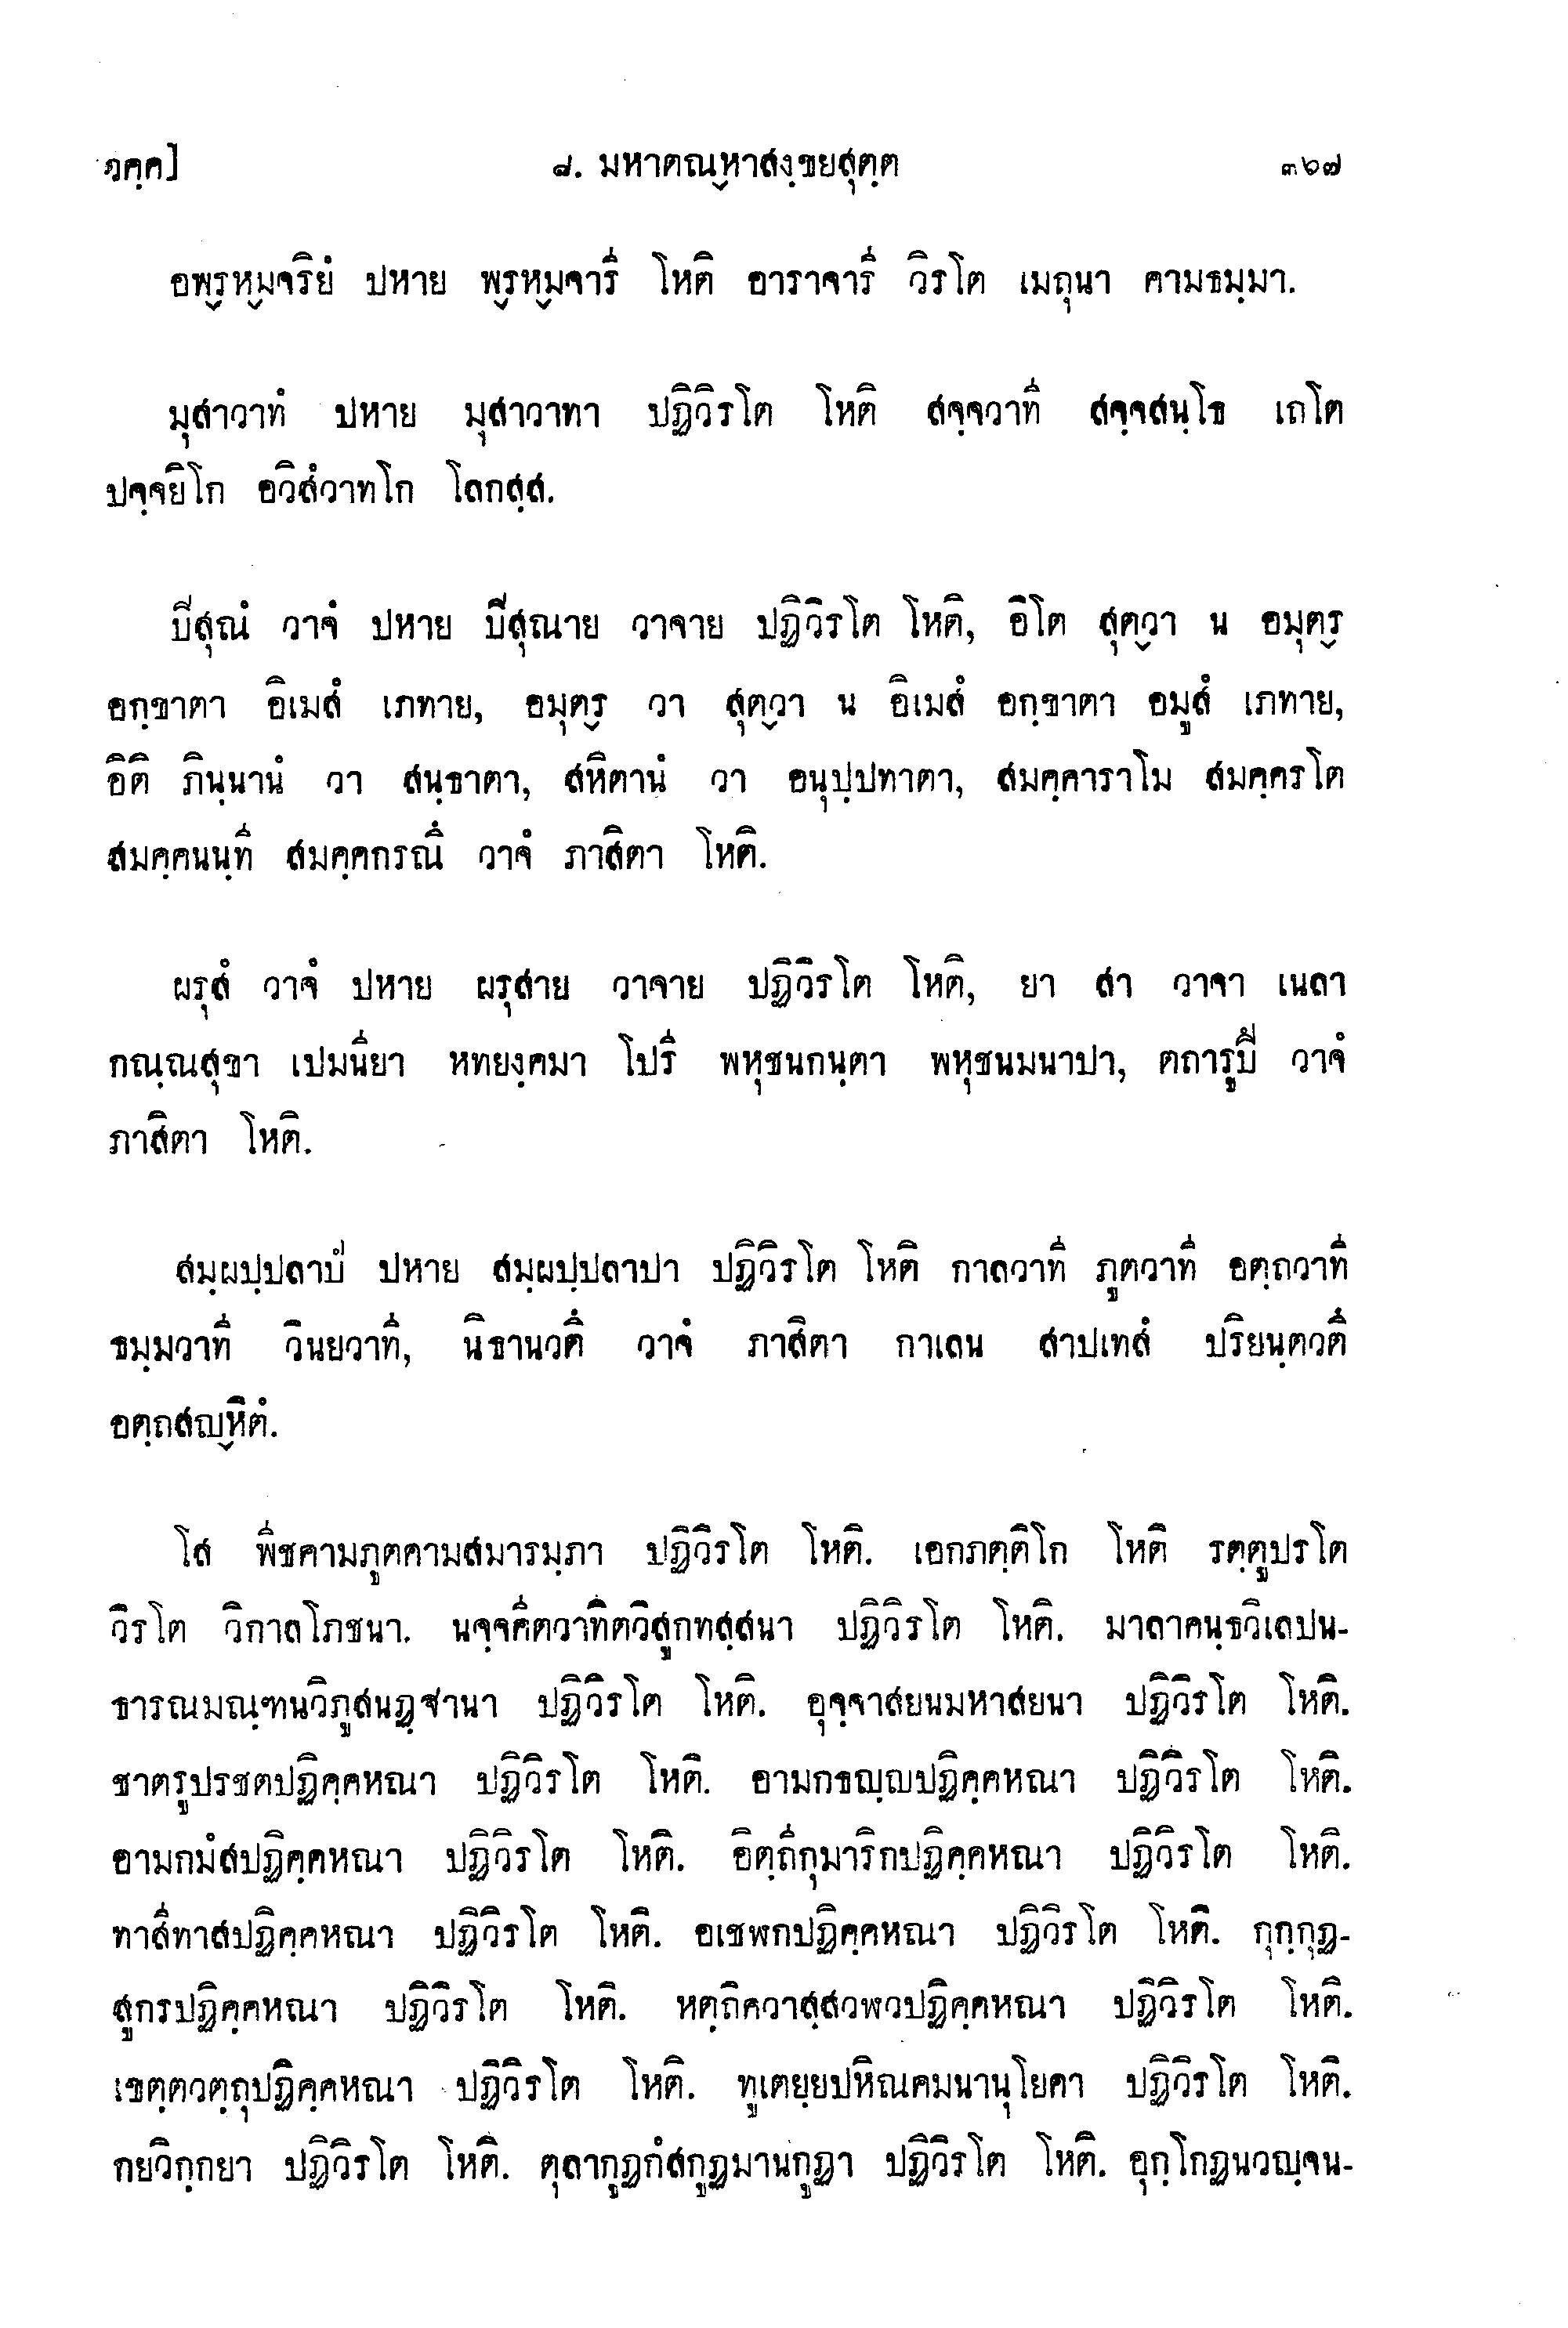 วคฺค] ๘. มหาตณ๎หาสงฺขยสุตฺต ๓๖๗
อพ๎รห๎มจริยํ ปหาย พ๎รห๎มจารี โหติ อาราจารี วิรโต เมถุนา คามธมฺมา.
มุสาวาทํ ปหาย มุสาวาทา ปฏิวิรโต โหติ สจฺจวาที สจฺจสนฺโธ เถโต
ปจฺจยิโก อวิสํวาทโก โลกสฺส.
ปิสุณํ วาจํ ปหาย ปิสุณาย วาจาย ปฏิวิรโต โหติ, อิโต สุต๎วา น อมุต๎ร
อกฺขาตา อิเมสํ เภทาย, อมุต๎ร วา สุต๎วา น อิเมสํ อกฺขาตา อมูสํ เภทาย,
อิติ ภินฺนานํ วา สนฺธาตา, สหิตานํ วา อนุปฺปทาตา, สมคฺคาราโม สมคฺครโต
สมคฺคนนฺที สมคฺคกรณึ วาจํ ภาสิตา โหติ.
ผรุสํ วาจํ ปหาย ผรุสาย วาจาย ปฏิวิรโต โหติ, ยา สา วาจา เนลา
กณฺณสุขา เปมนียา หทยงฺคมา โปรี พหุชนกนฺตา พหุชนมนาปา, ตถารูปึ วาจํ
ภาสิตา โหติ.
สมฺผปฺปลาปํ ปหาย สมฺผปฺปลาปา ปฏิวิรโต โหติ กาลวาที ภูตวาที อตฺถวาที
ธมฺมวาที วินยวาที, นิธานวตึ วาจํ ภาสิตา กาเลน สาปเทสํ ปริยนฺตวตึ
อตฺถสญ๎หิตํ.
โส พีชคามภูตคามสมารมฺภา ปฏิวิรโต โหติ. เอกภตฺติโก โหติ รตฺตูปรโต
วิรโต วิกาลโภชนา. นจฺจคีตวาทิตวิสูกทสฺสนา ปฏิวิรโต โหติ. มาลาคนฺธวิเลปน-
ธารณมณฺฑนวิภูสนฏฺฐานา ปฏิวิรโต โหติ. อุจฺจาสยนมหาสยนา ปฏิวิรโต โหติ.
ชาตรูปรชตปฏิคฺคหณา ปฏิวิรโต โหติ. อามกธญฺญปฏิคฺคหณา ปฏิวิรโต โหติ.
อามกมํสปฏิคฺคหณา ปฏิวิรโต โหติ. อิตฺถีกุมาริกปฏิคฺคหณา ปฏิวิรโต โหติ.
ทาสีทาสปฏิคฺคหณา ปฏิวิรโต โหติ. อเชฬกปฏิคฺคหณา ปฏิวิรโต โหติ. กุกฺกุฏ-
สูกรปฏิคฺคหณา ปฏิวิรโต โหติ. หตฺถิควาสฺสวฬวปฏิคฺคหณา ปฏิวิรโต โหติ.
เขตฺตวตฺถุปฏิคฺคหณา ปฏิวิรโต โหติ. ทูเตยฺยปหิณคมนานุโยคา ปฏิวิรโต โหติ.
กยวิกฺกยา ปฏิวิรโต โหติ. ตุลากูฏกํสกูฏมานกูฏา ปฏิวิรโต โหติ. อุกฺโกฏนวญฺจน-